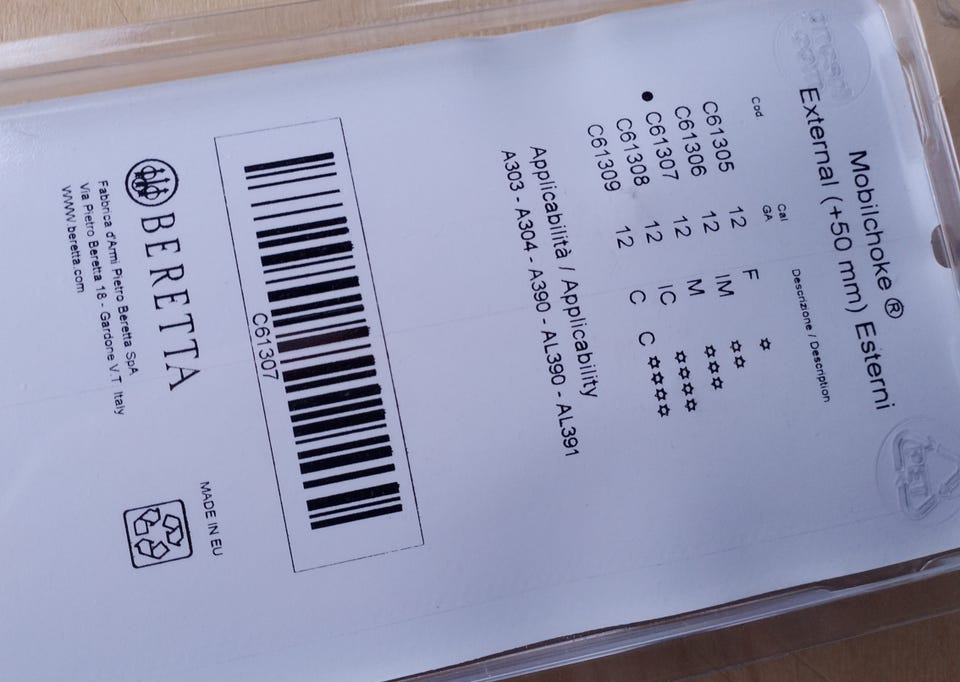 Mobilchoke ®
External (+50 mm) Esterni
Cod Cal GA Descrizione / Description
C61305 12 F ✡
C61306 12 IM ✡✡
● C61307 12 M ✡✡✡
C61308 12 IC ✡✡✡✡
C61309 12 C C✡✡✡✡
Applicabilità / Applicability
A303 - A304 - A390 - AL390 - AL391
C61307
BERETTA
MADE IN EU
Fabbrica d'Armi Pietro Beretta SpA
Via Pietro Beretta 18 - Gardone V.T Italy
WWW.beretta.com
PET